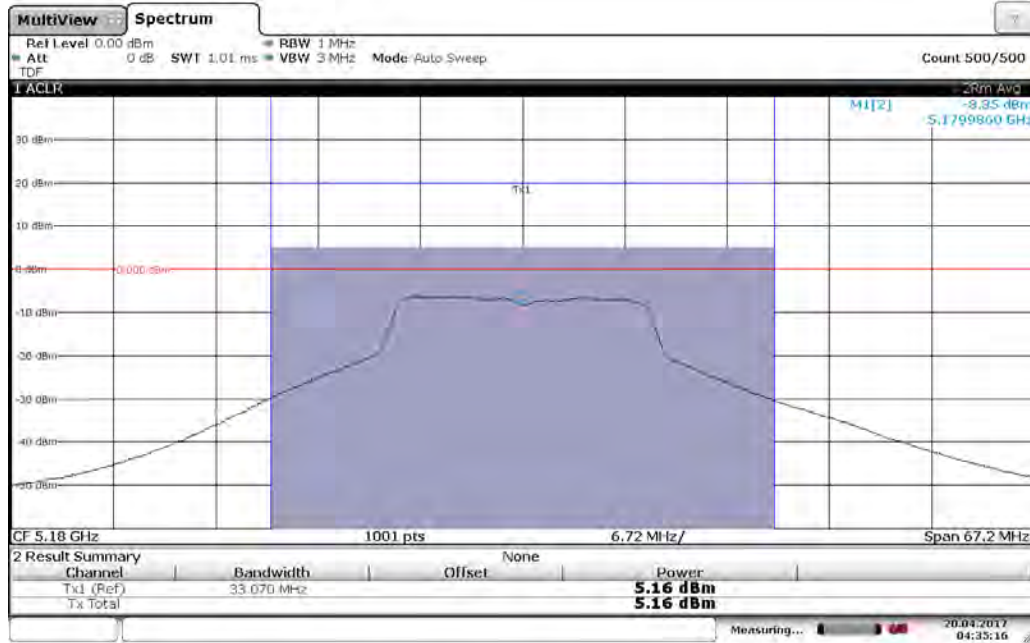 MultiView Spectrum
Ref Level 0.00 dBm RBW 1 MHz
Att 0 dB SWT 1.01 ms VBW 3 MHz Mode Auto Sweep Count 500/500
TDF
1 ACLR 2Rm Avg
M1[2] -8.35 dBm
5.1799860 GHz
30 dBm
20 dBm
Tx1
10 dBm
0 dBm 0.000 dBm
-10 dBm
-20 dBm
-30 dBm
-40 dBm
-50 dBm
CF 5.18 GHz 1001 pts 6.72 MHz/ Span 67.2 MHz
2 Result Summary None
Channel Bandwidth Offset Power
Tx1 (Ref) 33.070 MHz 5.16 dBm
Tx Total 5.16 dBm
Measuring... 20.04.2017
04:35:16